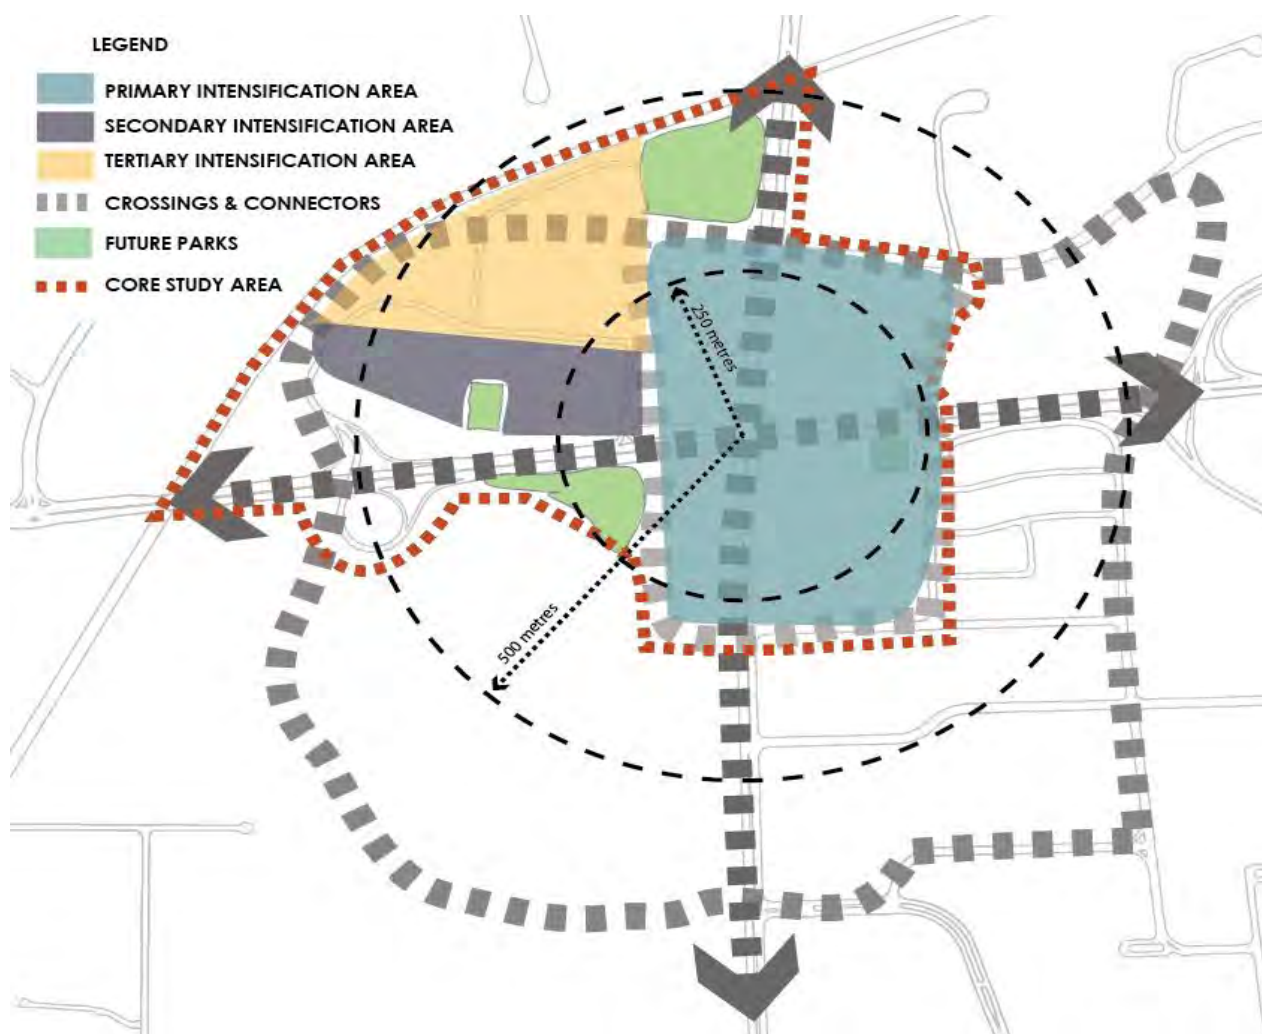 LEGEND
PRIMARY INTENSIFICATION AREA
SECONDARY INTENSIFICATION AREA
TERTIARY INTENSIFICATION AREA
CROSSINGS & CONNECTORS
FUTURE PARKS
CORE STUDY AREA
250 metres
500 metres